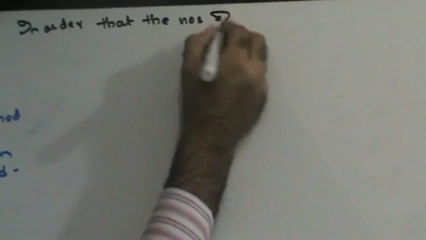 In order that the nos